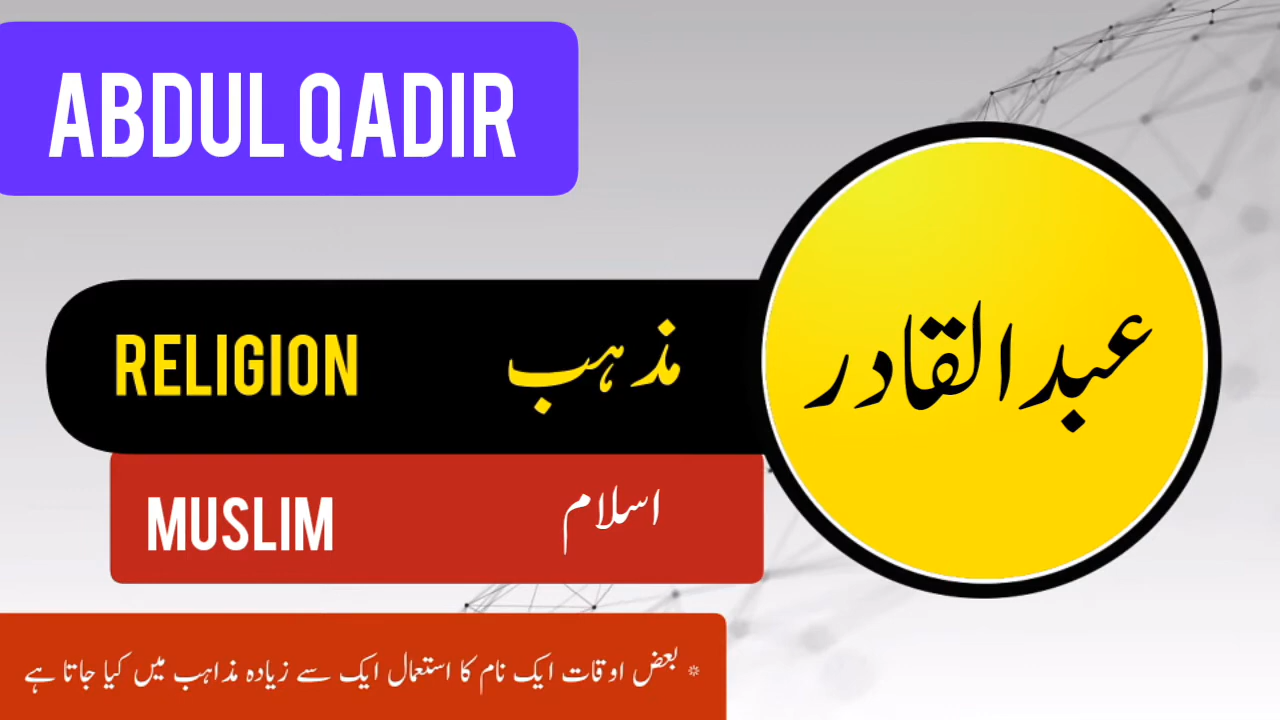 ABDUL QADIR
RELIGION مذہب
عبدالقادر
MUSLIM اسلام
* بعض اوقات ایک نام کا استعمال ایک سے زیادہ مذاہب میں کیا جاتا ہے